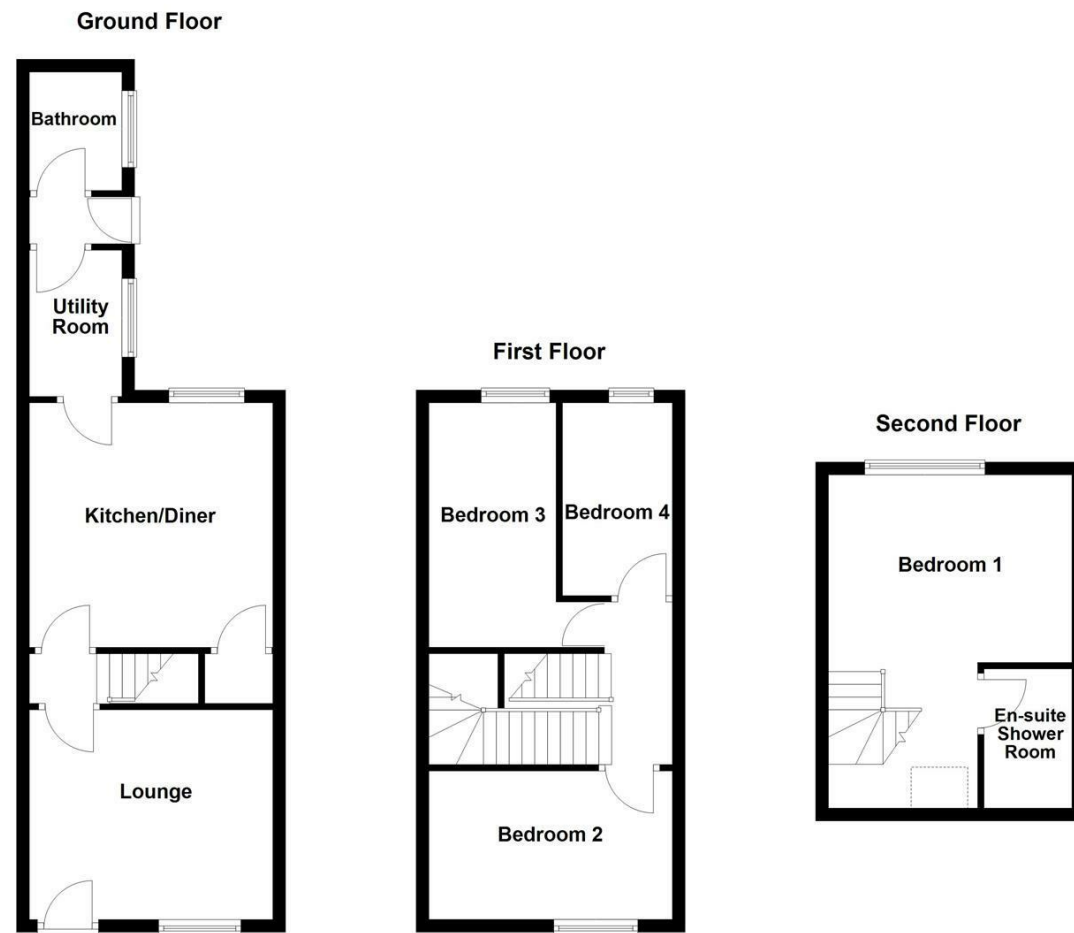 Ground Floor
Bathroom
Utility
Room
Kitchen/Diner
Lounge
First Floor
Bedroom 3
Bedroom 4
Bedroom 2
Second Floor
Bedroom 1
En-suite
Shower
Room